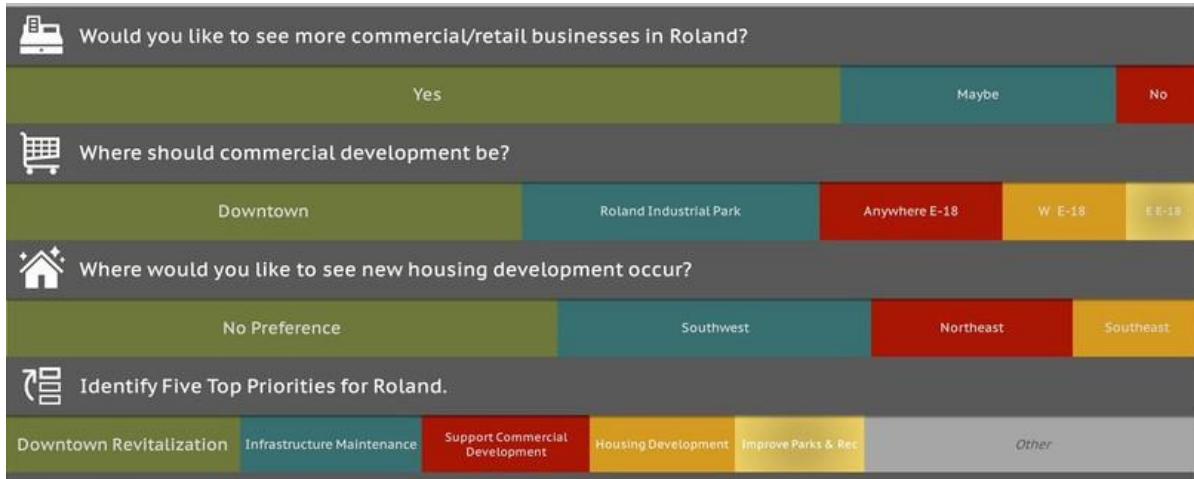 Would you like to see more commercial/retail businesses in Roland?
Yes Maybe No
Where should commercial development be?
Downtown Roland Industrial Park Anywhere E-18 W E-18 E E-18
Where would you like to see new housing development occur?
No Preference Southwest Northeast Southeast
Identify Five Top Priorities for Roland.
Downtown Revitalization Infrastructure Maintenance Support Commercial Development Housing Development Improve Parks & Rec Other